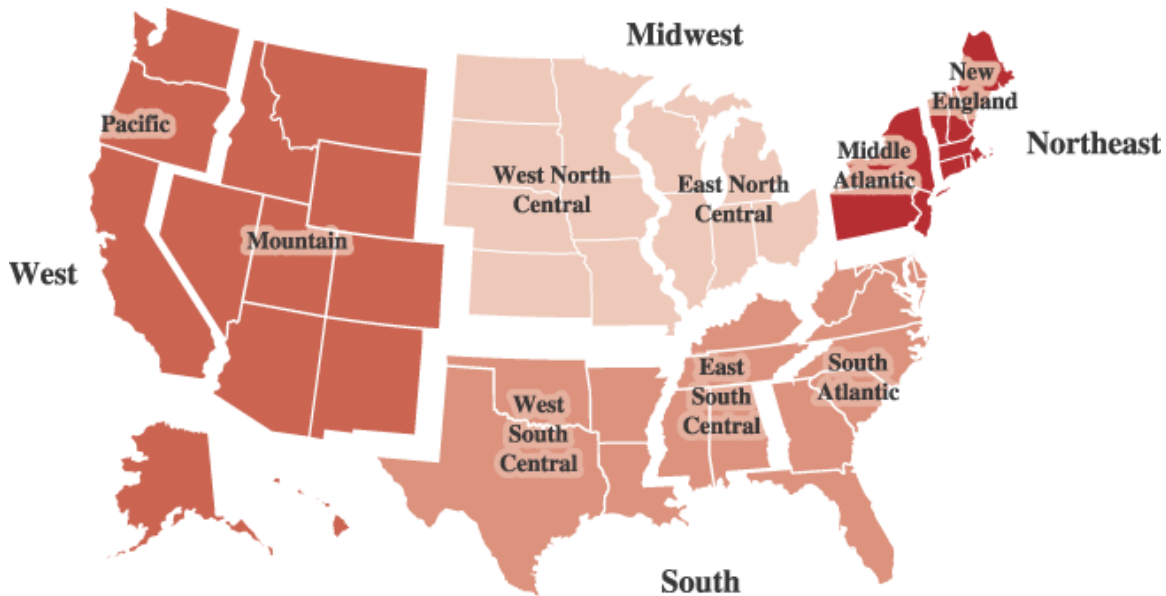 Midwest
New
England
Pacific
Northeast
Middle
Atlantic
West North
Central
East North
Central
Mountain
West
East
South
Central
South
Atlantic
West
South
Central
South